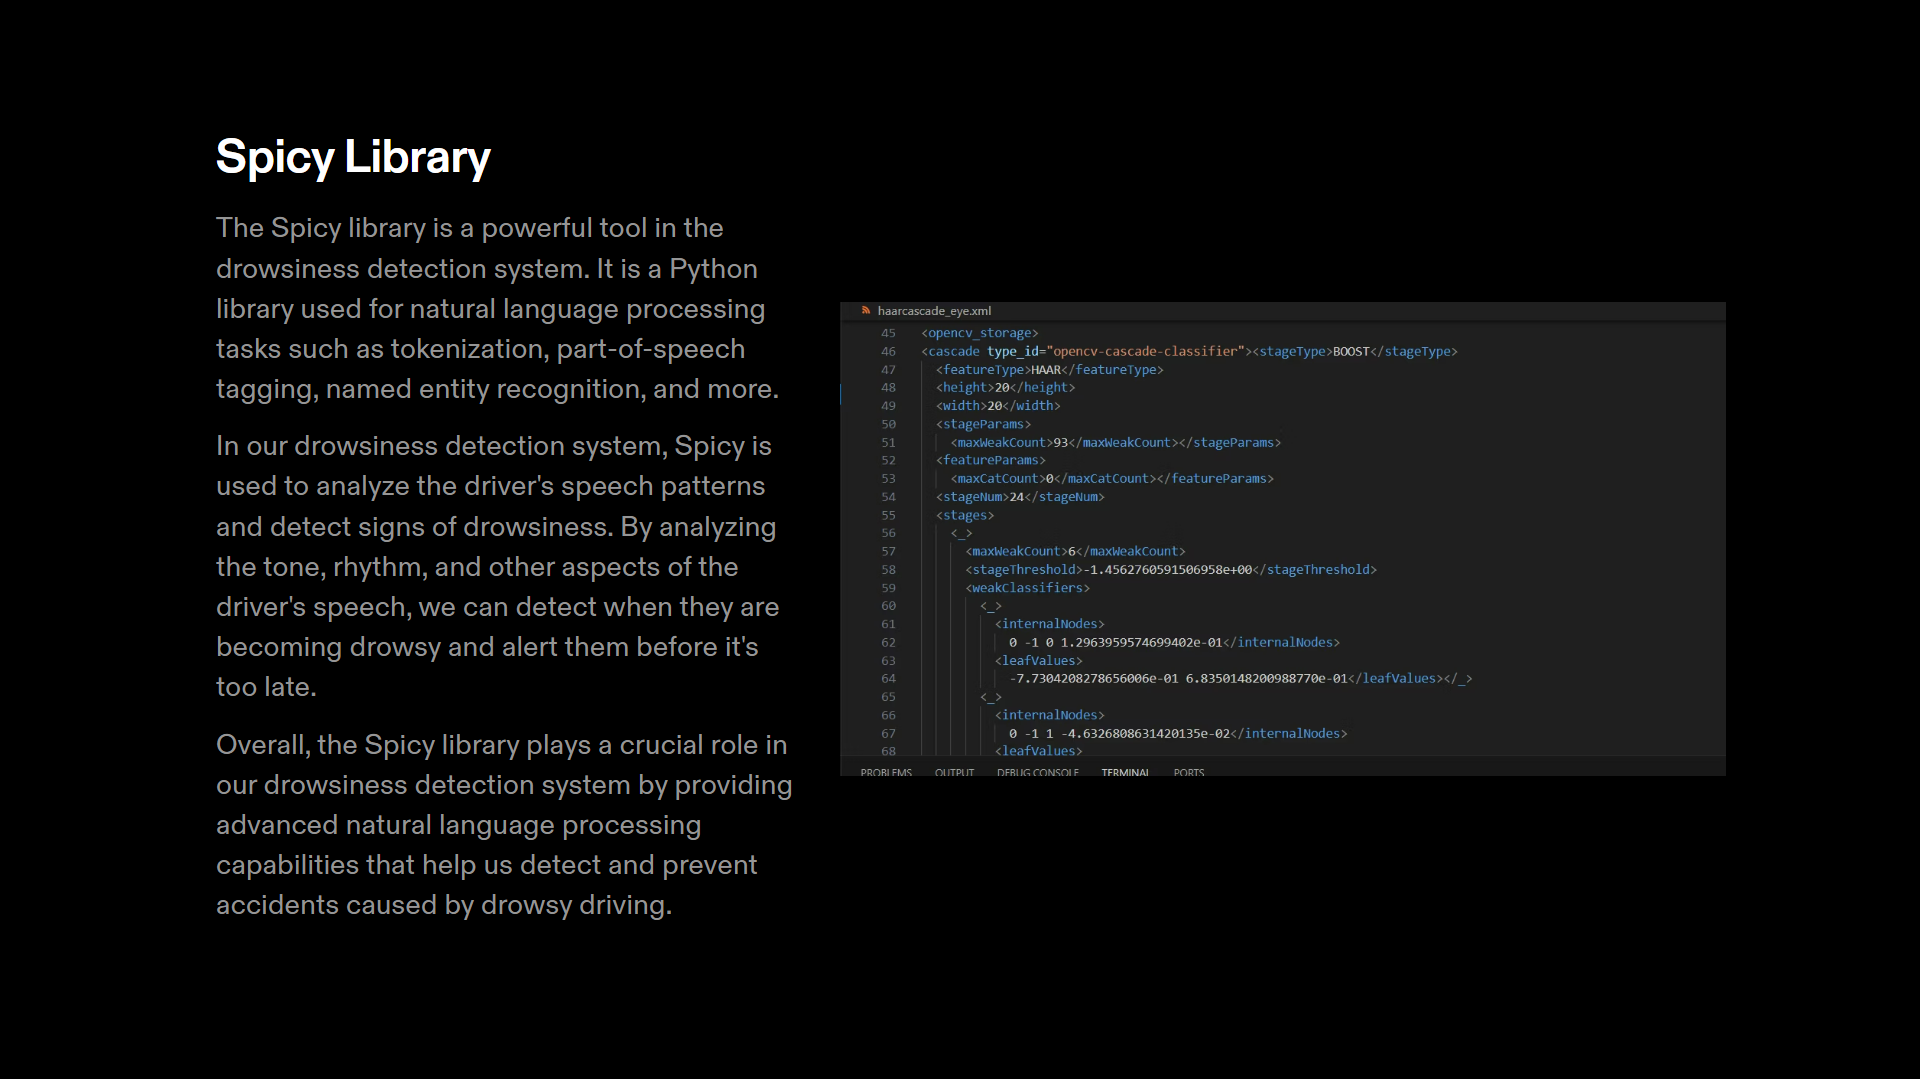 Spicy Library
The Spicy library is a powerful tool in the
drowsiness detection system. It is a Python
library used for natural language processing
tasks such as tokenization, part-of-speech
tagging, named entity recognition, and more.
In our drowsiness detection system, Spicy is
used to analyze the driver's speech patterns
and detect signs of drowsiness. By analyzing
the tone, rhythm, and other aspects of the
driver's speech, we can detect when they are
becoming drowsy and alert them before it's
too late.
Overall, the Spicy library plays a crucial role in
our drowsiness detection system by providing
advanced natural language processing
capabilities that help us detect and prevent
accidents caused by drowsy driving.
haarcascade_eye.xml
45 <opencv_storage>
46 <cascade type_id="opencv-cascade-classifier"><stageType>BOOST</stageType>
47 <featureType>HAAR</featureType>
48 <height>20</height>
49 <width>20</width>
50 <stageParams>
51 <maxWeakCount>93</maxWeakCount></stageParams>
52 <featureParams>
53 <maxCatCount>0</maxCatCount></featureParams>
54 <stageNum>24</stageNum>
55 <stages>
56 <_>
57 <maxWeakCount>6</maxWeakCount>
58 <stageThreshold>-1.4562760591506958e+00</stageThreshold>
59 <weakClassifiers>
60 <_>
61 <internalNodes>
62 0 -1 0 1.2963959574699402e-01</internalNodes>
63 <leafValues>
64 -7.7304208278656006e-01 6.8350148200988770e-01</leafValues></_>
65 <_>
66 <internalNodes>
67 0 -1 1 -4.6326808631420135e-02</internalNodes>
68 <leafValues>
PROBLEMS OUTPUT DEBUG CONSOLE TERMINAL PORTS